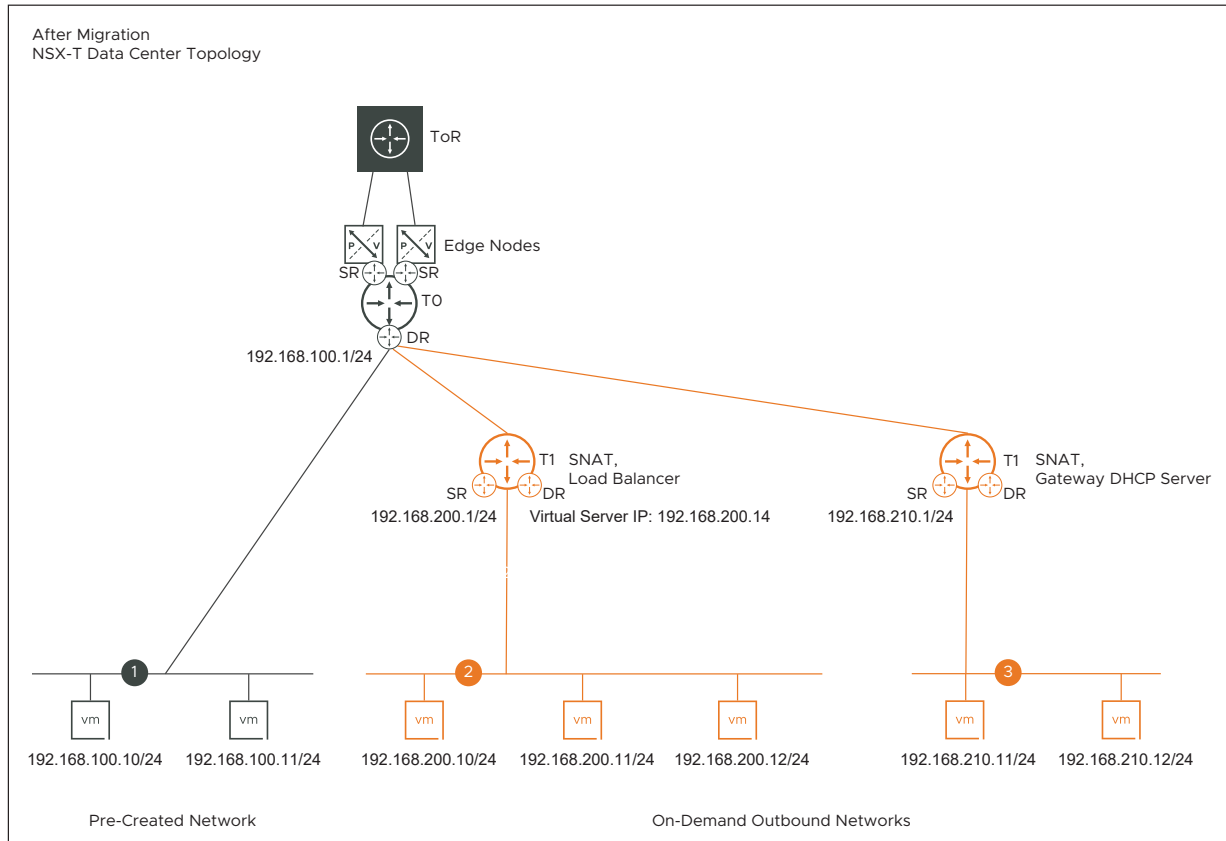 After Migration
NSX-T Data Center Topology
ToR
P V
P V
Edge Nodes
SR
SR
T0
DR
192.168.100.1/24
T1
SNAT,
Load Balancer
SR
DR
192.168.200.1/24
Virtual Server IP: 192.168.200.14
T1
SNAT,
Gateway DHCP Server
SR
DR
192.168.210.1/24
1
2
3
vm
vm
vm
vm
vm
vm
vm
192.168.100.10/24
192.168.100.11/24
192.168.200.10/24
192.168.200.11/24
192.168.200.12/24
192.168.210.11/24
192.168.210.12/24
Pre-Created Network
On-Demand Outbound Networks